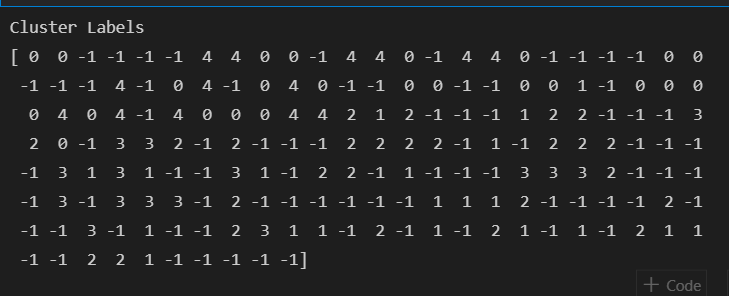 Cluster Labels
[ 0  0 -1 -1 -1 -1  4  4  0  0 -1  4  4  0 -1  4  4  0 -1 -1 -1 -1  0  0
 -1 -1 -1  4 -1  0  4 -1  0  4  0 -1 -1  0  0 -1 -1  0  0  1 -1  0  0  0
  0  4  0  4 -1  4  0  0  0  4  4  2  1  2 -1 -1 -1  1  2  2 -1 -1 -1  3
  2  0 -1  3  3  2 -1  2 -1 -1 -1  2  2  2  2 -1  1 -1  2  2  2 -1 -1 -1
 -1  3  1  3  1 -1 -1  3  1 -1  2  2 -1  1 -1 -1 -1  3  3  3  2 -1 -1 -1
 -1  3 -1  3  3  3 -1  2 -1 -1 -1 -1 -1 -1  1  1  1  2 -1 -1 -1 -1  2 -1
 -1 -1  3 -1  1 -1 -1  2  3  1  1 -1  2 -1  1 -1  2  1 -1  1 -1  2  1  1
 -1 -1  2  2  1 -1 -1 -1 -1 -1]
+ Code